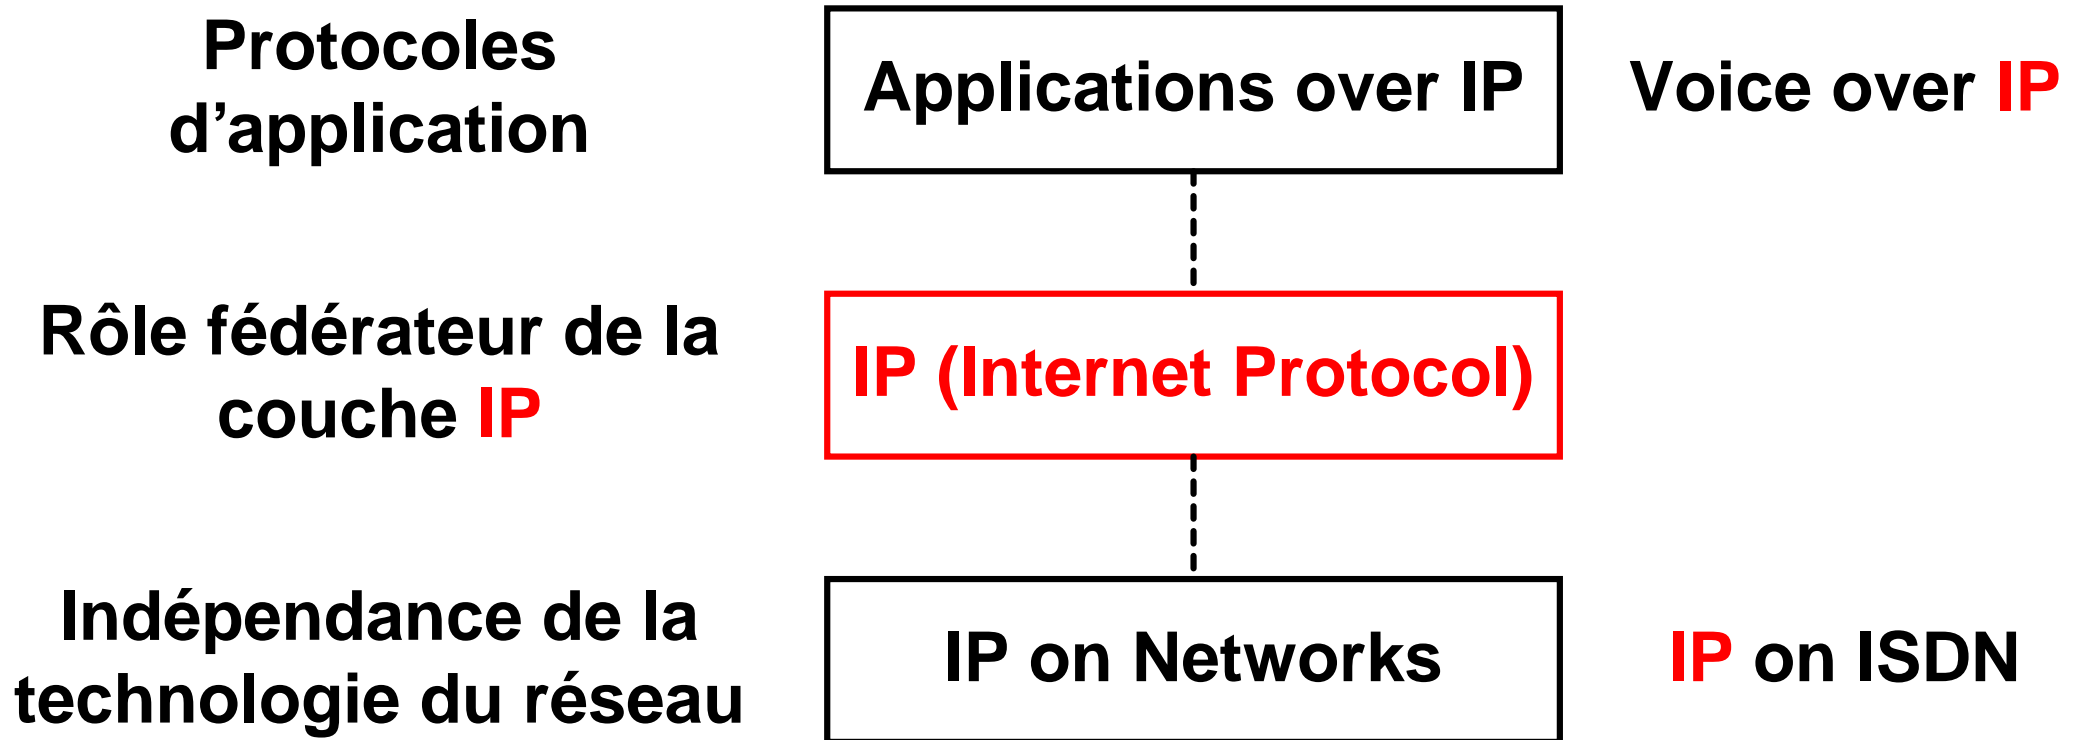 Protocoles
d’application
Applications over IP
Voice over IP
Rôle fédérateur de la
couche IP
IP (Internet Protocol)
Indépendance de la
technologie du réseau
IP on Networks
IP on ISDN